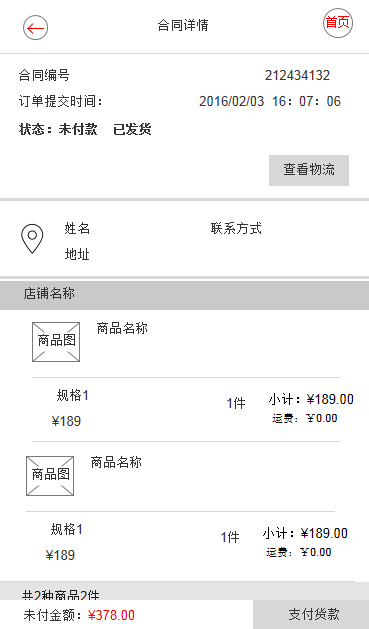 合同详情
首页
合同编号 212434132
订单提交时间： 2016/02/03 16：07：06
状态：未付款 已发货
查看物流
姓名 联系方式
地址
店铺名称
商品图 商品名称
规格1 1件 小计：¥189.00
¥189 运费：￥0.00
商品图 商品名称
规格1 1件 小计：¥189.00
¥189 运费：￥0.00
共2种商品2件
未付金额：¥378.00 支付货款